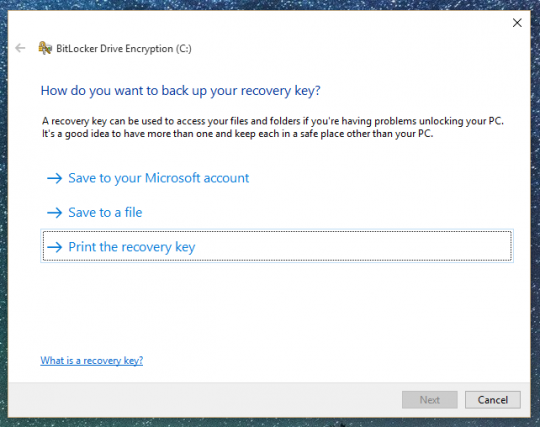 BitLocker Drive Encryption (C:)
How do you want to back up your recovery key?
A recovery key can be used to access your files and folders if you're having problems unlocking your PC.
It's a good idea to have more than one and keep each in a safe place other than your PC.
Save to your Microsoft account
Save to a file
Print the recovery key
What is a recovery key?
Next
Cancel